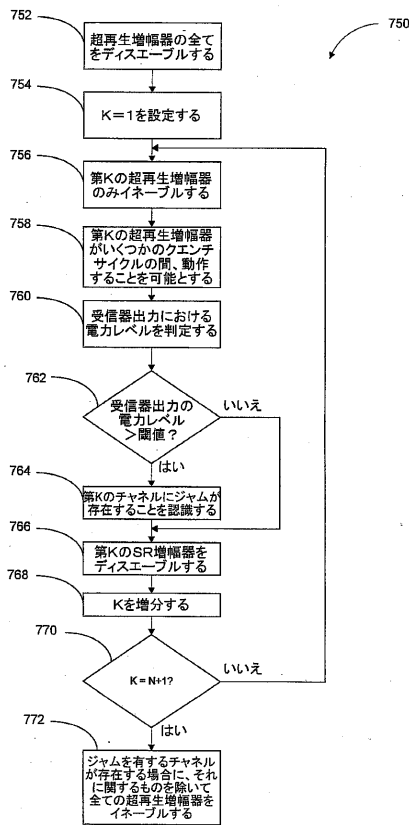 752
超再生増幅器の全て
をディスエーブルする
750
754
K=1を設定する
756
第Kの超再生増幅器
のみイネーブルする
758
第Kの超再生増幅器
がいくつかのクエンチ
サイクルの間、動作
することを可能とする
760
受信器出力における
電力レベルを判定する
762
受信器出力の
電力レベル
>閾値?
いいえ
はい
764
第Kのチャネルにジャムが
存在することを認識する
766
第KのSR増幅器を
ディスエーブルする
768
Kを増分する
770
K = N+1?
いいえ
はい
772
ジャムを有するチャネル
が存在する場合に、それ
に関するものを除いて
全ての超再生増幅器を
イネーブルする